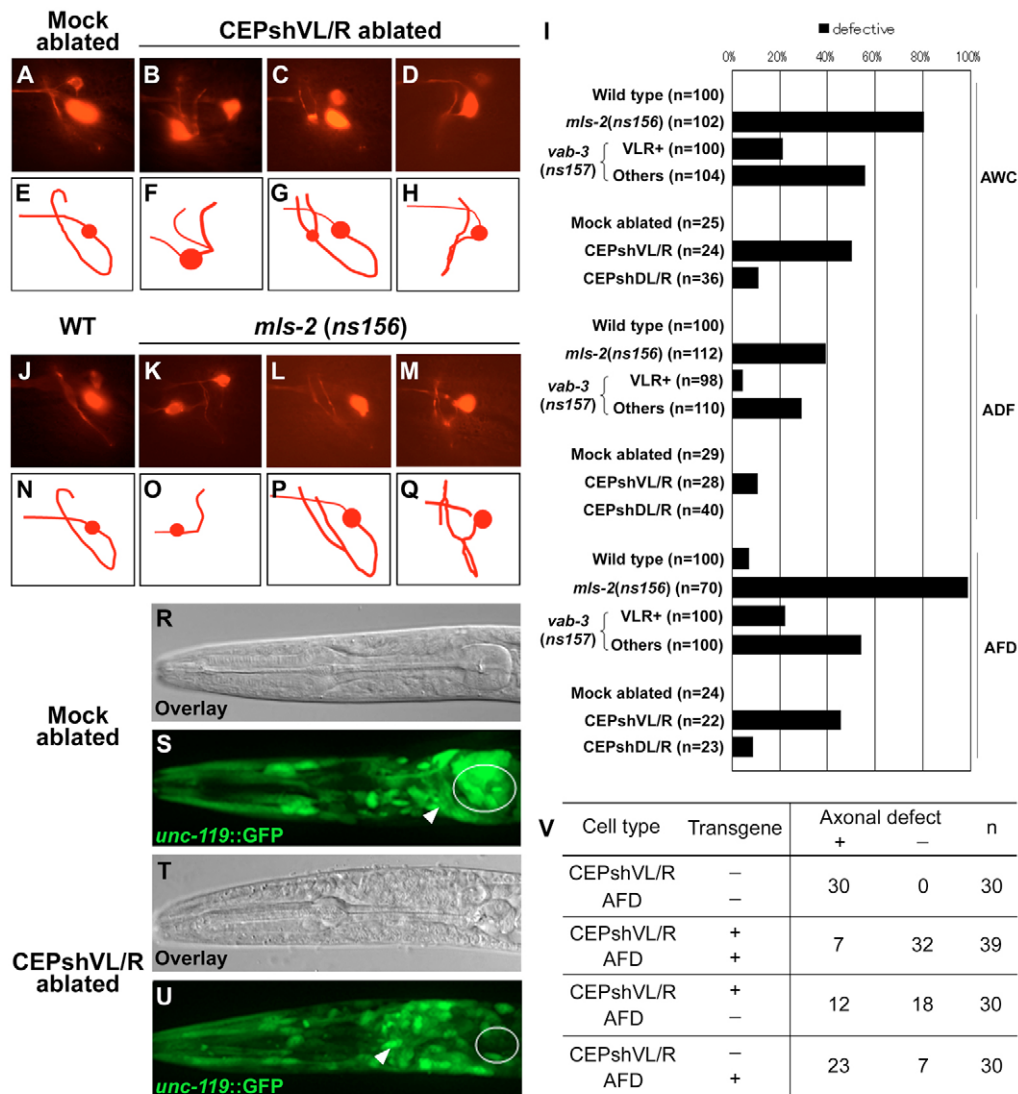 Mock ablated
CEPshVL/R ablated
A
B
C
D
E
F
G
H
WT
mls-2 (ns156)
J
K
L
M
N
O
P
Q
Mock ablated
R
Overlay
S
unc-119::GFP
CEPshVL/R ablated
T
Overlay
U
unc-119::GFP
I
defective
0% 20% 40% 60% 80% 100%
Wild type (n=100)
mls-2(ns156) (n=102)
vab-3 (ns157)
VLR+ (n=100)
Others (n=104)
Mock ablated (n=25)
CEPshVL/R (n=24)
CEPshDL/R (n=36)
AWC
Wild type (n=100)
mls-2(ns156) (n=112)
vab-3 (ns157)
VLR+ (n=98)
Others (n=110)
Mock ablated (n=29)
CEPshVL/R (n=28)
CEPshDL/R (n=40)
ADF
Wild type (n=100)
mls-2(ns156) (n=70)
vab-3 (ns157)
VLR+ (n=100)
Others (n=100)
Mock ablated (n=24)
CEPshVL/R (n=22)
CEPshDL/R (n=23)
AFD
V
Cell type Transgene Axonal defect n
+ –
CEPshVL/R –
AFD –
30 0 30
CEPshVL/R +
AFD +
7 32 39
CEPshVL/R +
AFD –
12 18 30
CEPshVL/R –
AFD +
23 7 30